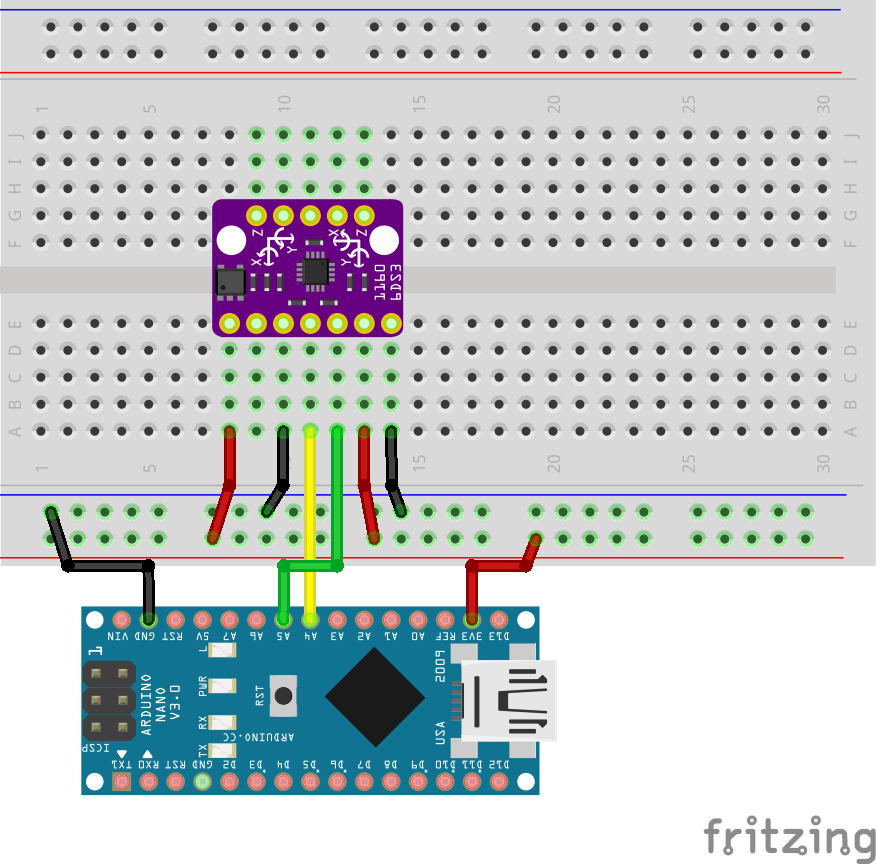 1 5 10 15 20 25 30
J J
I I
H H
G G
F F
Z X Z
X Y Y
E E
D D
C C
B B
A A
1 5 10 15 20 25 30
VIN GND RST 5V A7 A6 A5 A4 A3 A2 A1 A0 REF 3V3 D13
1
L
PWR
RX
TX
RST
ARDUINO
NANO
V3.0
ARDUINO.CC
ICSP
USA
TX1 RX0 RST GND D2 D3 D4 D5 D6 D7 D8 D9 D10 D11 D12
fritzing